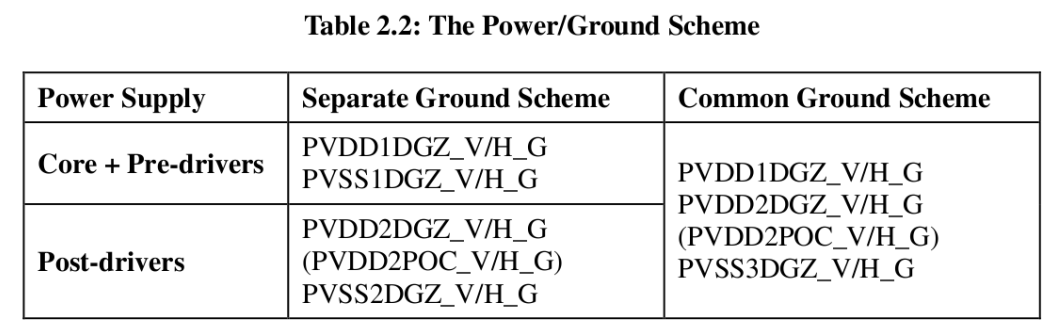 Table 2.2: The Power/Ground Scheme
Power Supply Separate Ground Scheme Common Ground Scheme
Core + Pre-drivers
PVDD1DGZ_V/H_G
PVSS1DGZ_V/H_G
Post-drivers
PVDD2DGZ_V/H_G
(PVDD2POC_V/H_G)
PVSS2DGZ_V/H_G
PVDD1DGZ_V/H_G
PVDD2DGZ_V/H_G
(PVDD2POC_V/H_G)
PVSS3DGZ_V/H_G